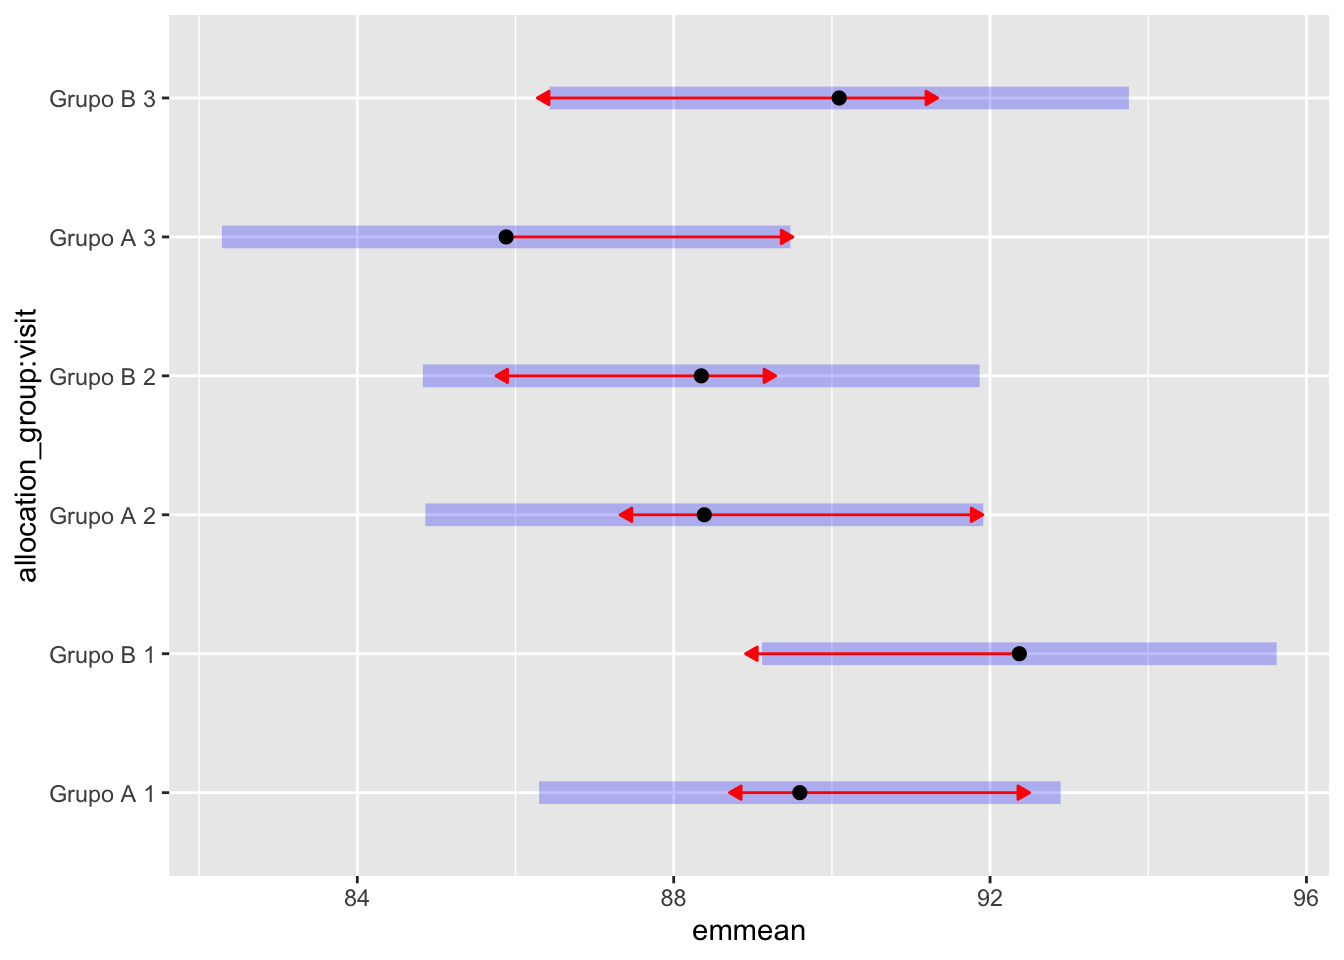 Grupo B 3
Grupo A 3
Grupo B 2
Grupo A 2
Grupo B 1
Grupo A 1
allocation_group:visit
84 88 92 96
emmean